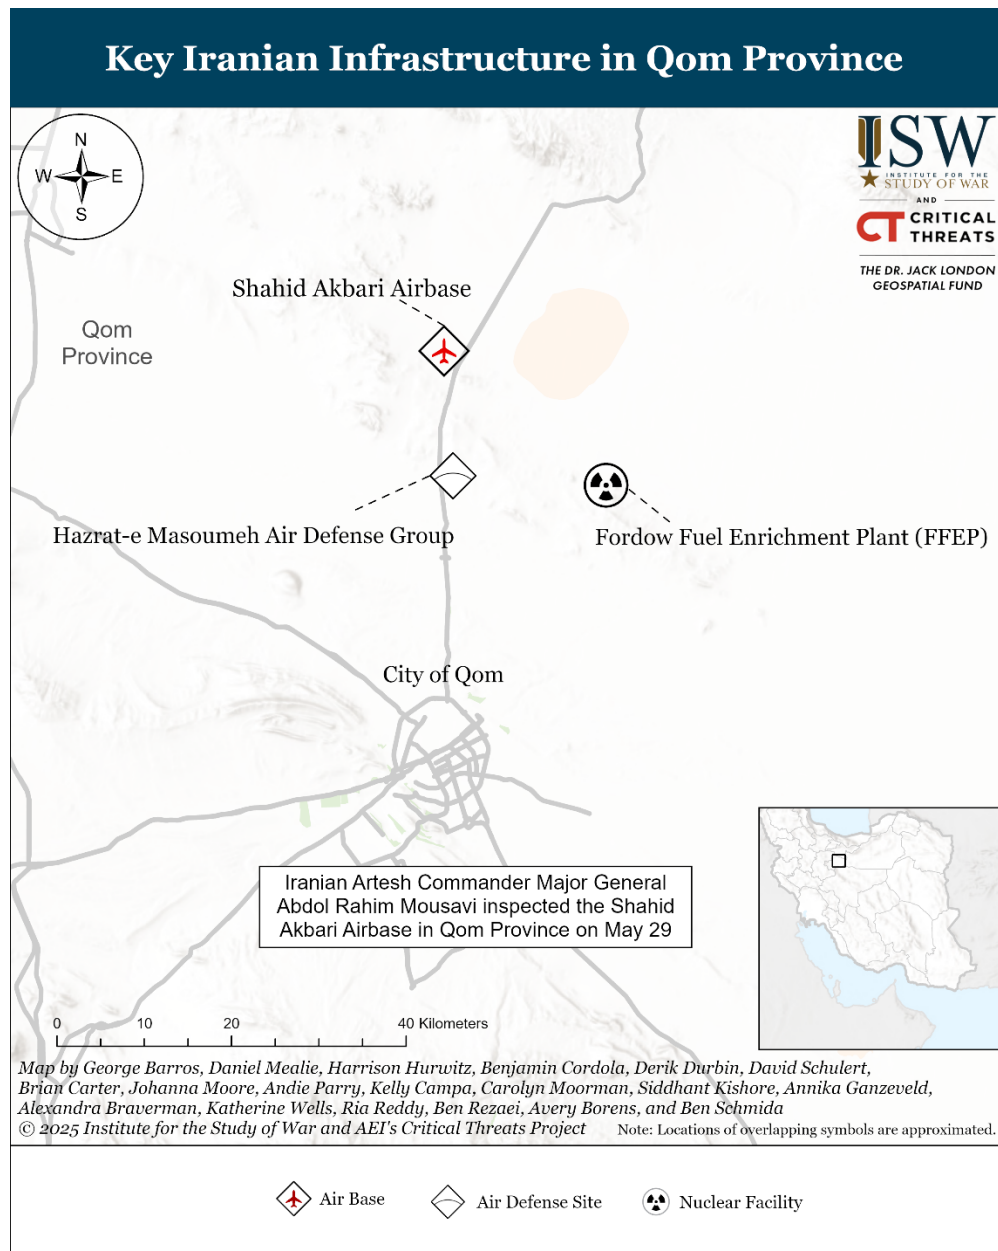 Key Iranian Infrastructure in Qom Province
N
W
E
S
ISW
INSTITUTE FOR THE
STUDY OF WAR
AND
CT CRITICAL
THREATS
THE DR. JACK LONDON
GEOSPATIAL FUND
Shahid Akbari Airbase
Qom
Province
Hazrat-e Masoumeh Air Defense Group
Fordow Fuel Enrichment Plant (FFEP)
City of Qom
Iranian Artesh Commander Major General
Abdol Rahim Mousavi inspected the Shahid
Akbari Airbase in Qom Province on May 29
0 10 20 40 Kilometers
Map by George Barros, Daniel Mealie, Harrison Hurwitz, Benjamin Cordola, Derik Durbin, David Schulert,
Brian Carter, Johanna Moore, Andie Parry, Kelly Campa, Carolyn Moorman, Siddhant Kishore, Annika Ganzeveld,
Alexandra Braverman, Katherine Wells, Ria Reddy, Ben Rezaei, Avery Borens, and Ben Schmida
© 2025 Institute for the Study of War and AEI's Critical Threats Project
Note: Locations of overlapping symbols are approximated.
Air Base
Air Defense Site
Nuclear Facility